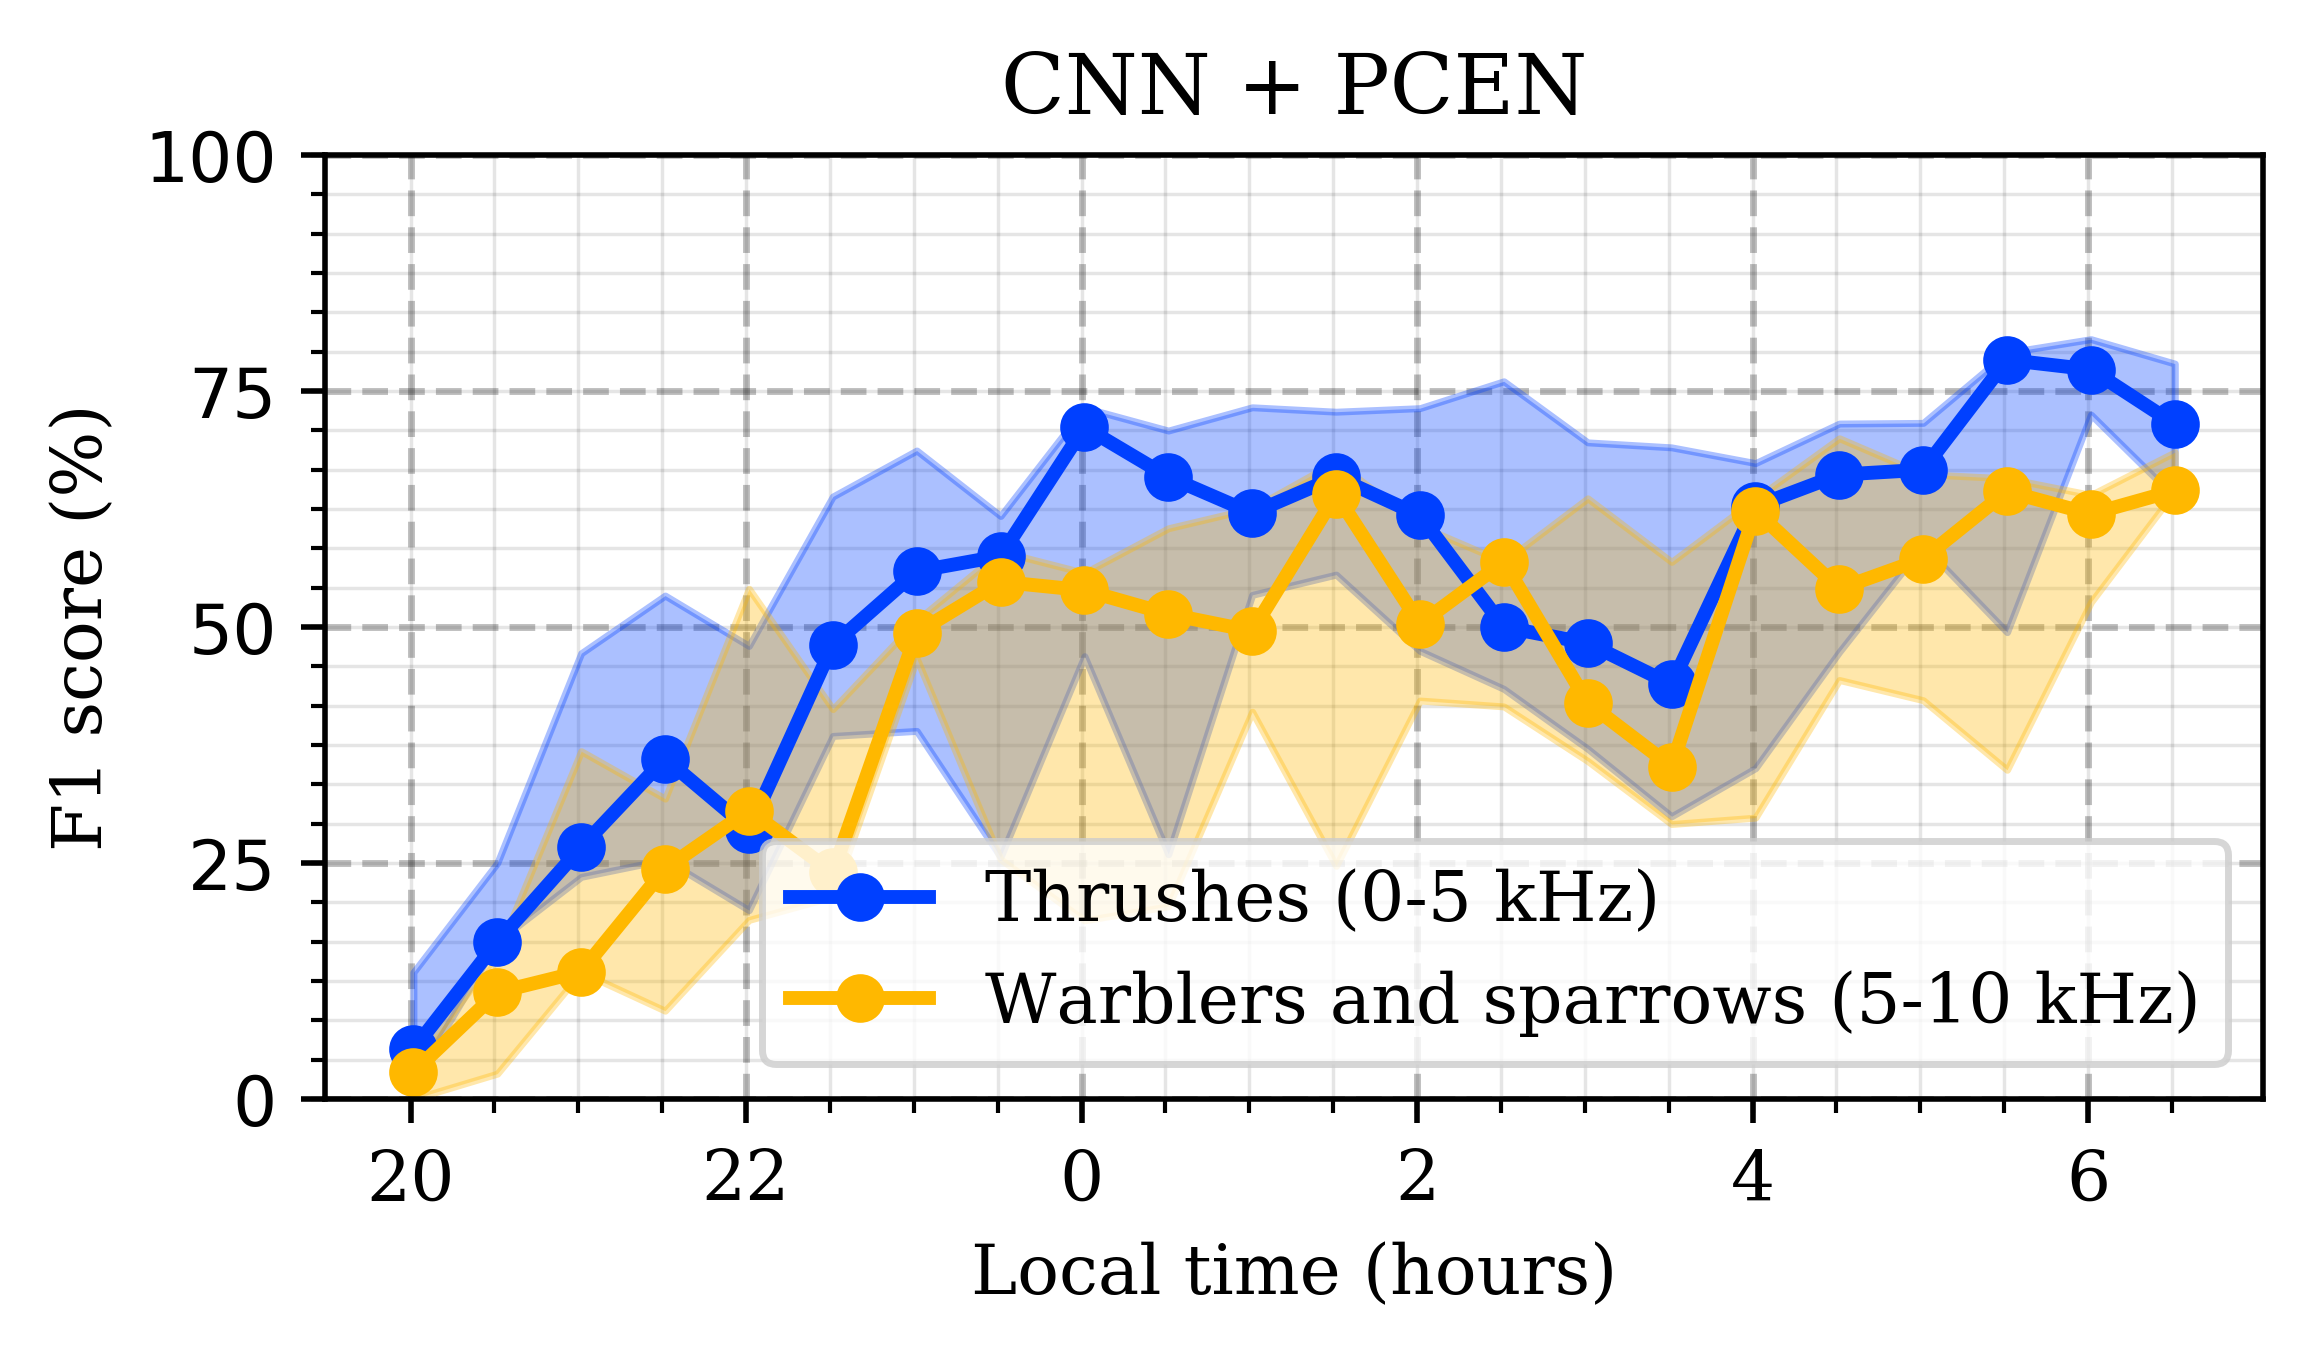 CNN + PCEN
100
75
50
25
0
F1 score (%)
Thrushes (0-5 kHz)
Warblers and sparrows (5-10 kHz)
20 22 0 2 4 6
Local time (hours)